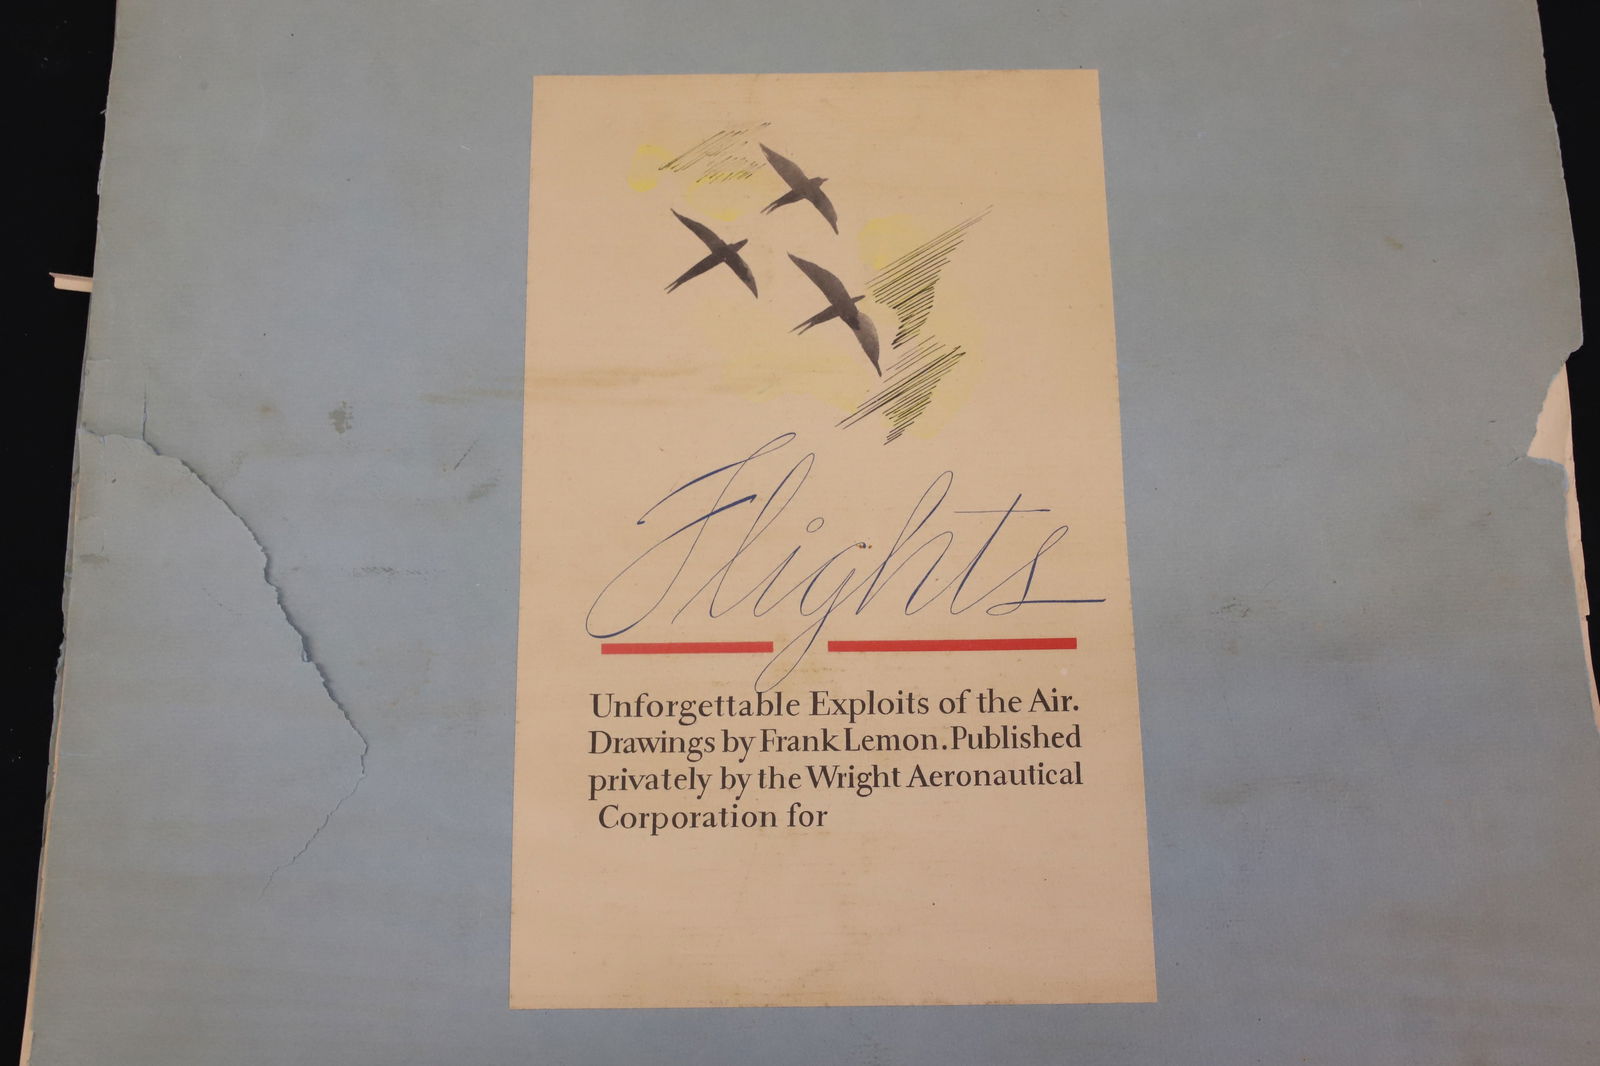 Flights
Unforgettable Exploits of the Air.
Drawings by Frank Lemon. Published
privately by the Wright Aeronautical
Corporation for